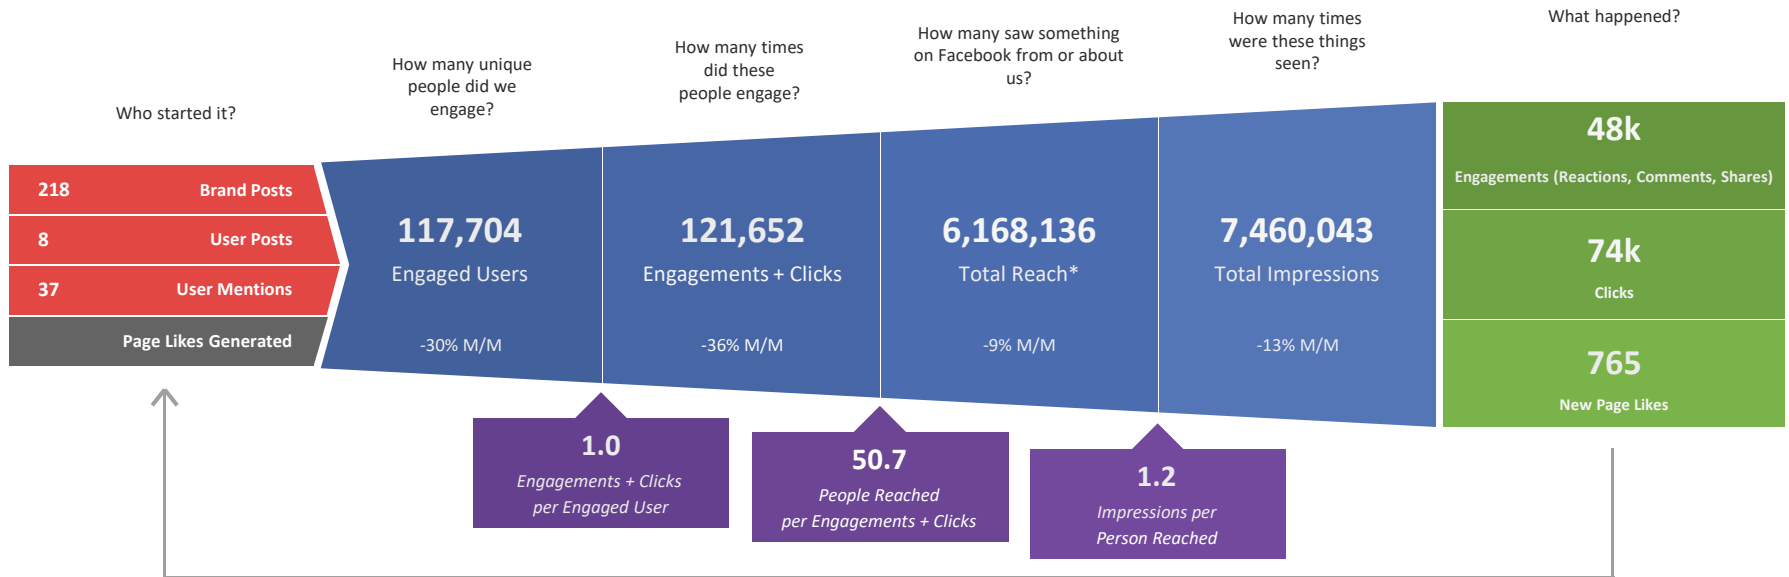 Who started it?
218 Brand Posts
8 User Posts
37 User Mentions
Page Likes Generated
How many unique
people did we
engage?
117,704
Engaged Users
-30% M/M
How many times
did these
people engage?
121,652
Engagements + Clicks
-36% M/M
How many saw something
on Facebook from or about
us?
6,168,136
Total Reach*
-9% M/M
How many times
were these things
seen?
7,460,043
Total Impressions
-13% M/M
What happened?
48k
Engagements (Reactions, Comments, Shares)
74k
Clicks
765
New Page Likes
1.0
Engagements + Clicks
per Engaged User
50.7
People Reached
per Engagements + Clicks
1.2
Impressions per
Person Reached